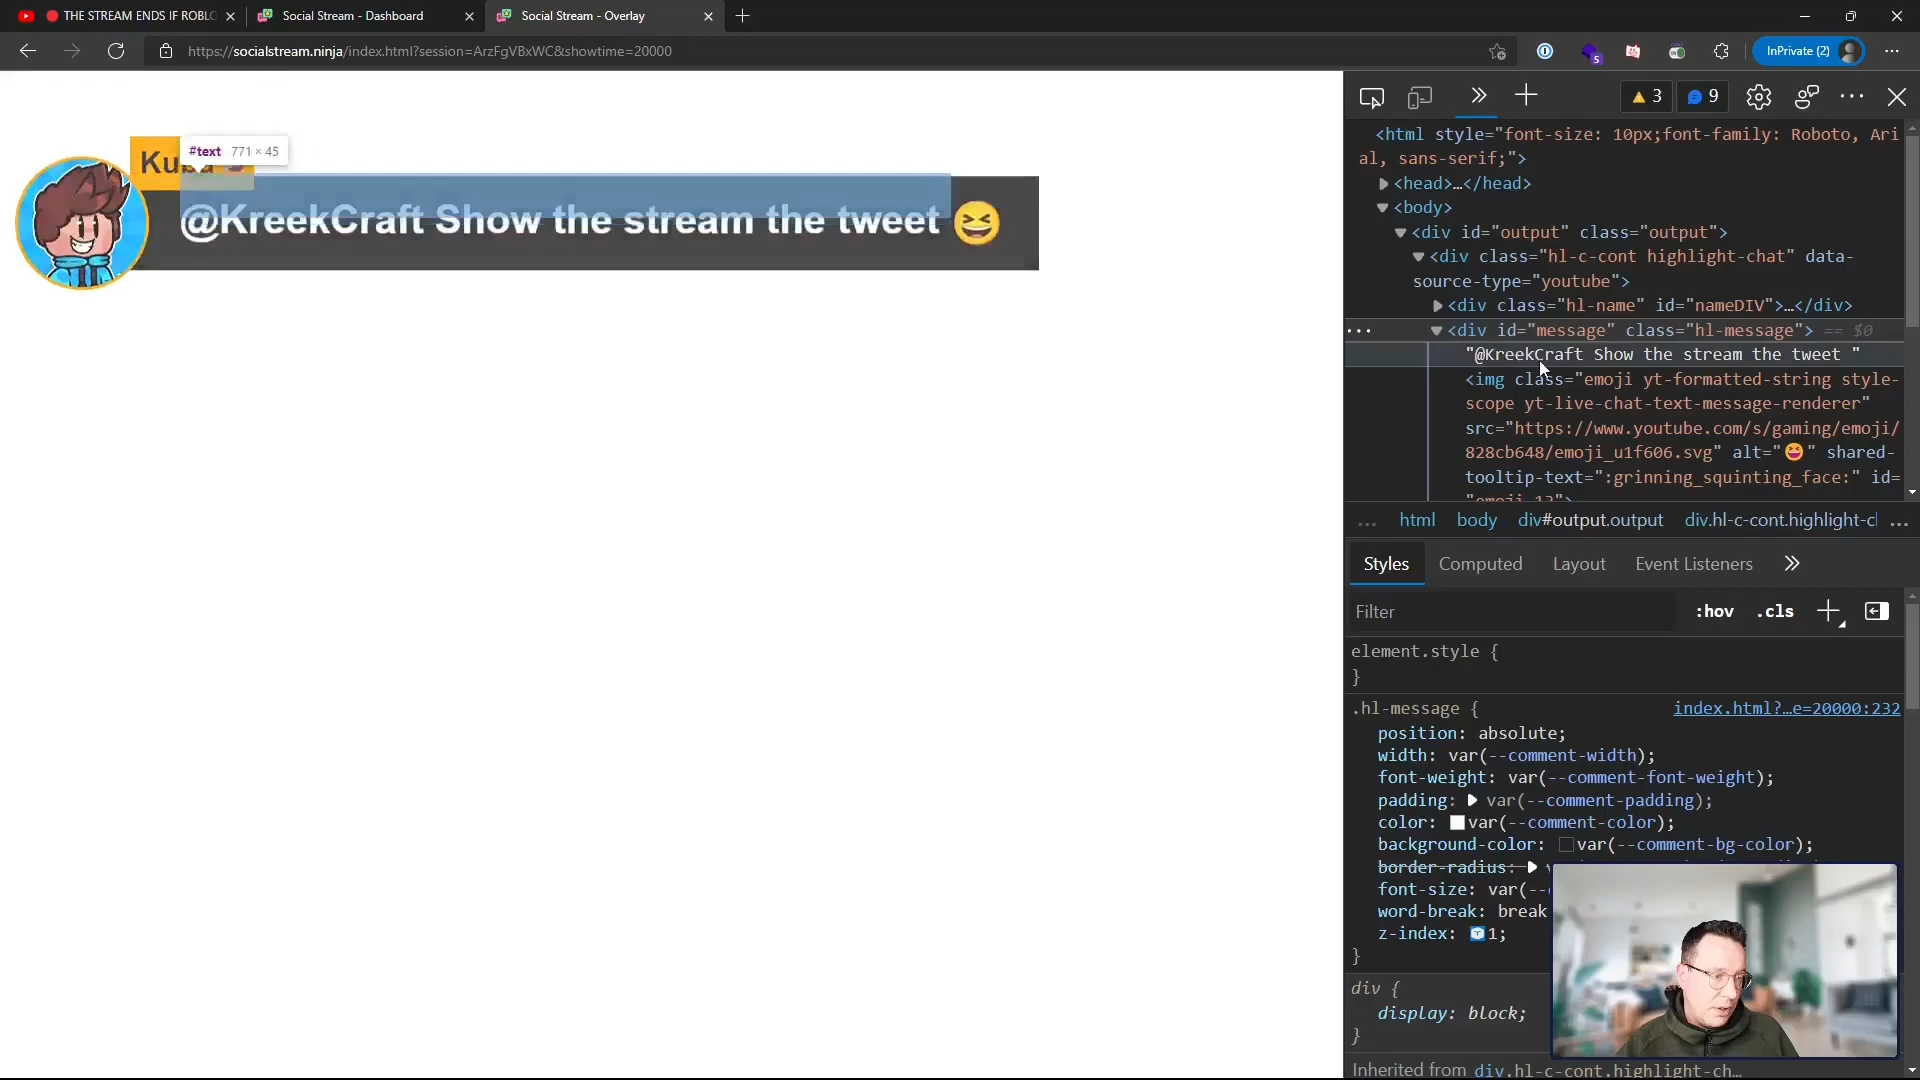 THE STREAM ENDS IF ROBLO
Social Stream - Dashboard
Social Stream - Overlay
https://socialstream.ninja/index.html?session=ArzFgVBxWC&showtime=20000
5
InPrivate (2)
3
9
#text 771 × 45
@KreekCraft Show the stream the tweet 😆
<html style="font-size: 10px;font-family: Roboto, Ari
al, sans-serif;">
<head>…</head>
<body>
<div id="output" class="output">
<div class="hl-c-cont highlight-chat" data-
source-type="youtube">
<div class="hl-name" id="nameDIV">…</div>
<div id="message" class="hl-message"> == $0
"@KreekCraft Show the stream the tweet "
<img class="emoji yt-formatted-string style-
scope yt-live-chat-text-message-renderer"
src="https://www.youtube.com/s/gaming/emoji/
828cb648/emoji_u1f606.svg" alt="😆" shared-
tooltip-text=":grinning_squinting_face:" id=
"emoji-13">
… html body div#output.output div.hl-c-cont.highlight-cl …
Styles Computed Layout Event Listeners
Filter :hov .cls
element.style {
}
.hl-message { index.html?…e=20000:232
position: absolute;
width: var(--comment-width);
font-weight: var(--comment-font-weight);
padding: var(--comment-padding);
color: var(--comment-color);
background-color: var(--comment-bg-color);
border-radius:
font-size: var(--
word-break: break
z-index: 1;
}
div {
display: block;
}
Inherited from div.hl-c-cont.highlight-ch…